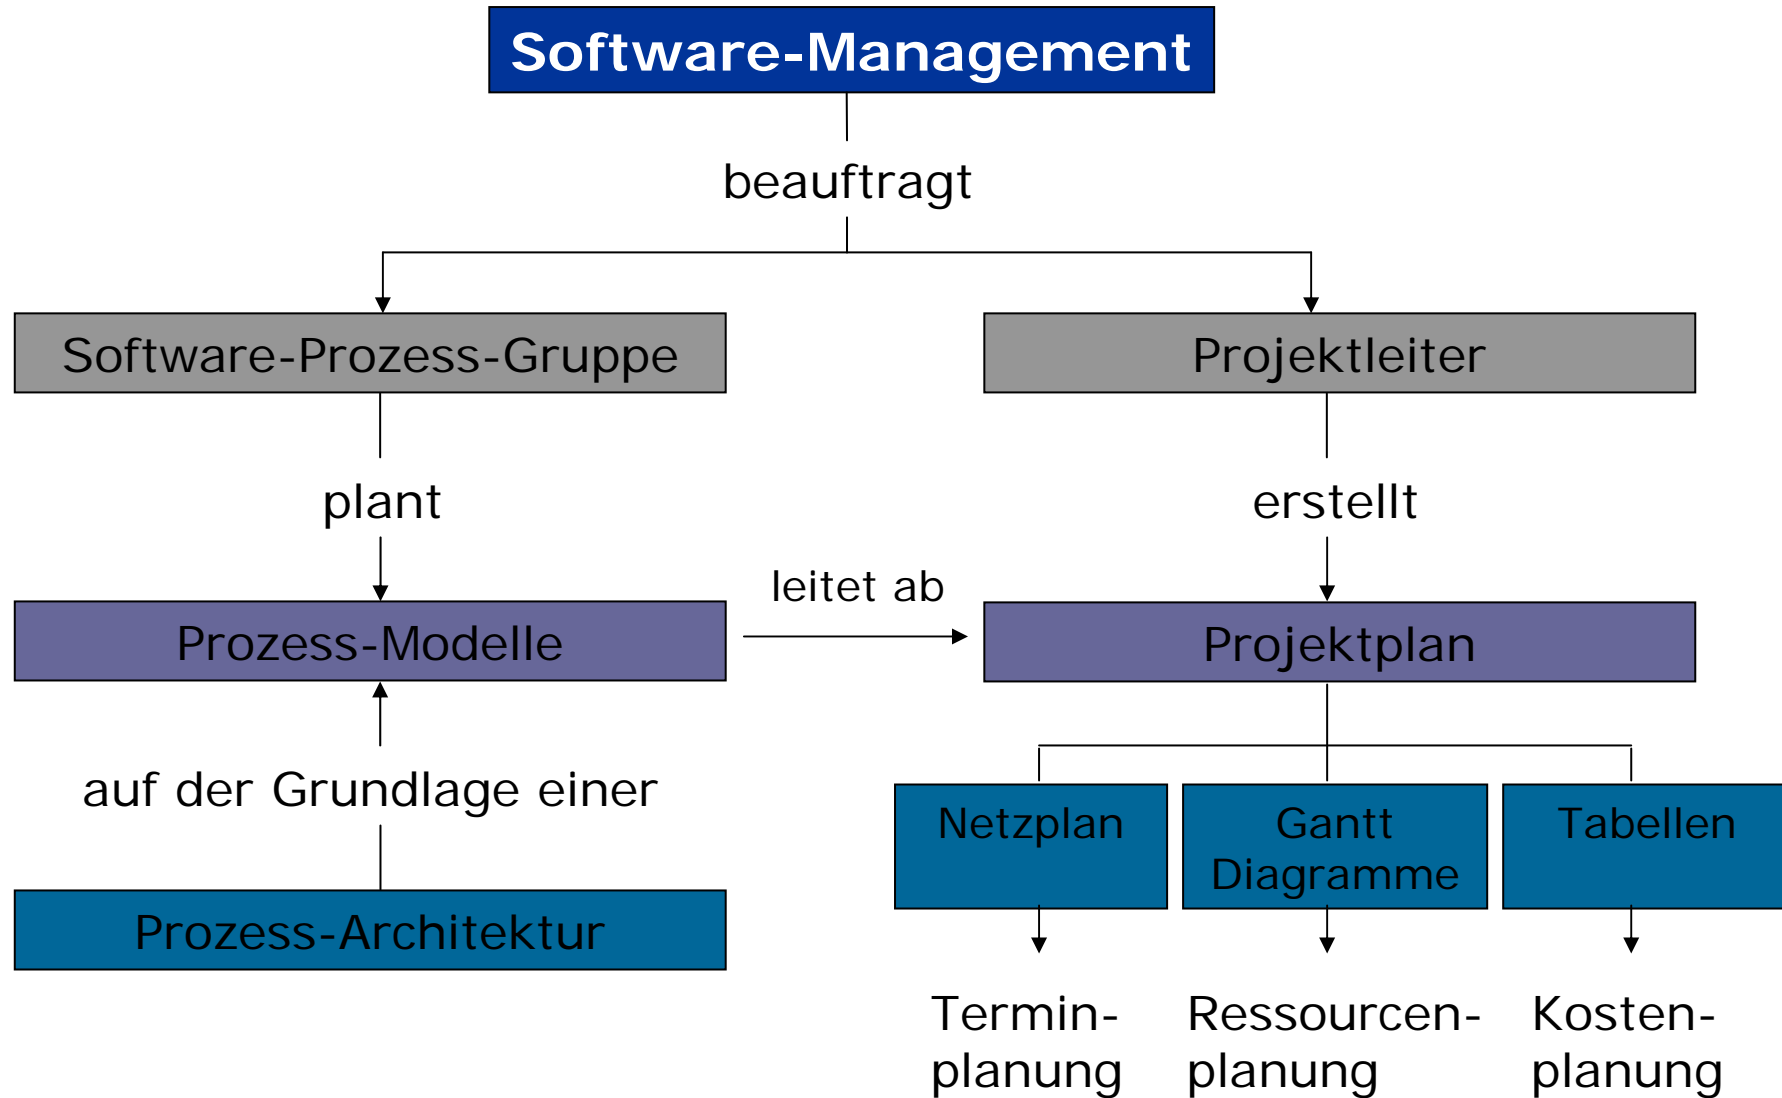 Software-Management
beauftragt
Software-Prozess-Gruppe
Projektleiter
plant
erstellt
leitet ab
Prozess-Modelle
Projektplan
auf der Grundlage einer
Netzplan
Gantt
Diagramme
Tabellen
Prozess-Architektur
Termin-
planung
Ressourcen-
planung
Kosten-
planung